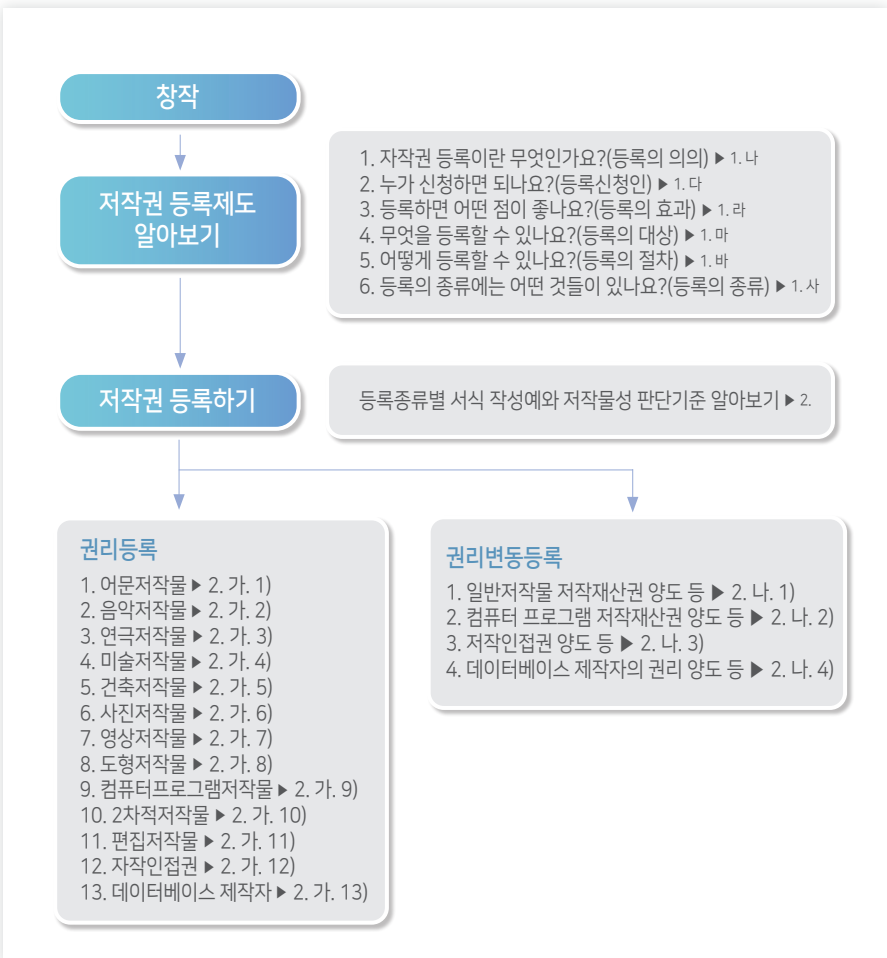 창작
저작권 등록제도
알아보기
1. 자작권 등록이란 무엇인가요?(등록의 의의) ▶ 1. 나
2. 누가 신청하면 되나요?(등록신청인) ▶ 1. 다
3. 등록하면 어떤 점이 좋나요?(등록의 효과) ▶ 1. 라
4. 무엇을 등록할 수 있나요?(등록의 대상) ▶ 1. 마
5. 어떻게 등록할 수 있나요?(등록의 절차) ▶ 1. 바
6. 등록의 종류에는 어떤 것들이 있나요?(등록의 종류) ▶ 1. 사
저작권 등록하기
등록종류별 서식 작성예와 저작물성 판단기준 알아보기 ▶ 2.
권리등록
1. 어문저작물 ▶ 2. 가. 1)
2. 음악저작물 ▶ 2. 가. 2)
3. 연극저작물 ▶ 2. 가. 3)
4. 미술저작물 ▶ 2. 가. 4)
5. 건축저작물 ▶ 2. 가. 5)
6. 사진저작물 ▶ 2. 가. 6)
7. 영상저작물 ▶ 2. 가. 7)
8. 도형저작물 ▶ 2. 가. 8)
9. 컴퓨터프로그램저작물 ▶ 2. 가. 9)
10. 2차적저작물 ▶ 2. 가. 10)
11. 편집저작물 ▶ 2. 가. 11)
12. 자작인접권 ▶ 2. 가. 12)
13. 데이터베이스 제작자 ▶ 2. 가. 13)
권리변동등록
1. 일반저작물 저작재산권 양도 등 ▶ 2. 나. 1)
2. 컴퓨터 프로그램 저작재산권 양도 등 ▶ 2. 나. 2)
3. 저작인접권 양도 등 ▶ 2. 나. 3)
4. 데이터베이스 제작자의 권리 양도 등 ▶ 2. 나. 4)